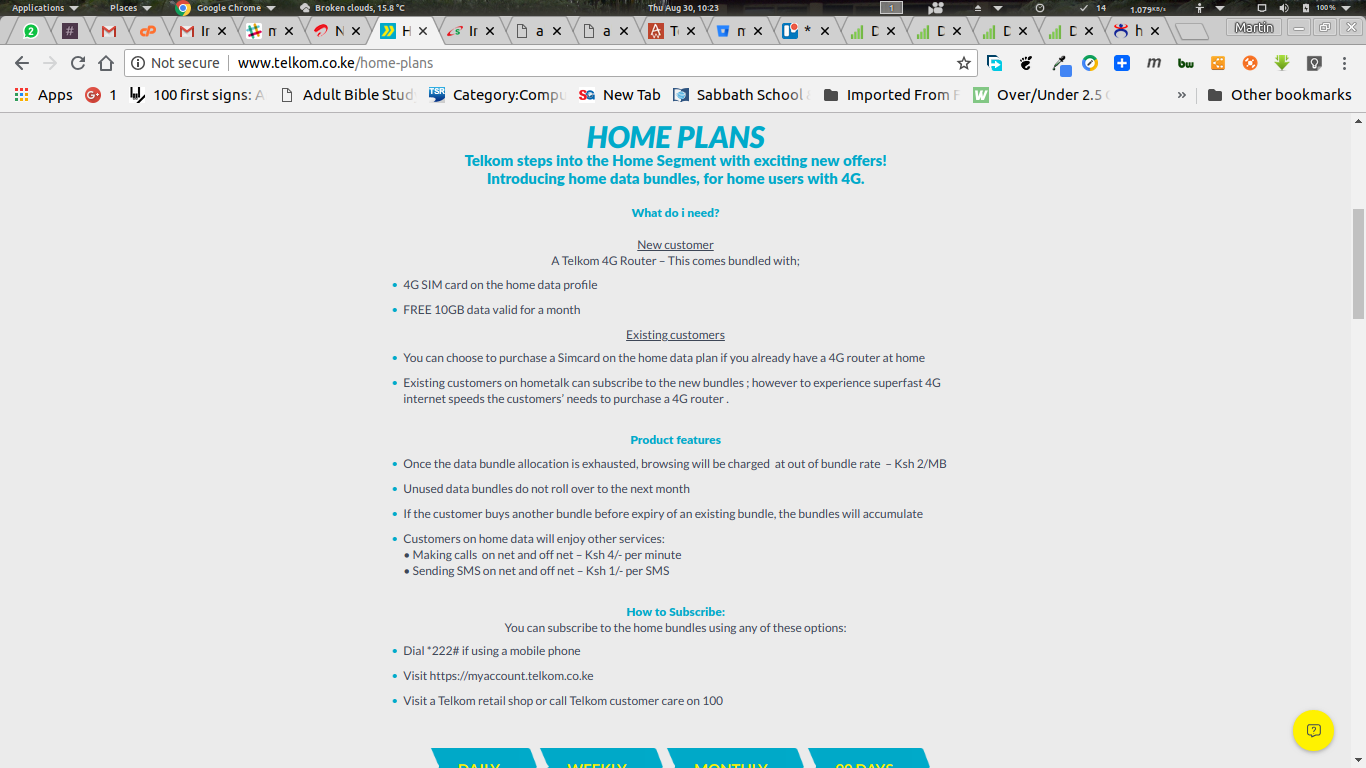 Applications Places Google Chrome Broken clouds, 15.8 °C Thu Aug 30, 10:23 1 14 1.079KB/s 100%
2 # M cP M In m N H In a a T m * D D D D h Martin
Not secure www.telkom.co.ke/home-plans
Apps 1 100 first signs: A Adult Bible Stud Category:Compu New Tab Sabbath School Imported From F Over/Under 2.5 » Other bookmarks
HOME PLANS
Telkom steps into the Home Segment with exciting new offers!
Introducing home data bundles, for home users with 4G.
What do i need?
New customer
A Telkom 4G Router – This comes bundled with;
• 4G SIM card on the home data profile
• FREE 10GB data valid for a month
Existing customers
• You can choose to purchase a Simcard on the home data plan if you already have a 4G router at home
• Existing customers on hometalk can subscribe to the new bundles ; however to experience superfast 4G
internet speeds the customers' needs to purchase a 4G router .
Product features
• Once the data bundle allocation is exhausted, browsing will be charged at out of bundle rate – Ksh 2/MB
• Unused data bundles do not roll over to the next month
• If the customer buys another bundle before expiry of an existing bundle, the bundles will accumulate
• Customers on home data will enjoy other services:
• Making calls on net and off net – Ksh 4/- per minute
• Sending SMS on net and off net – Ksh 1/- per SMS
How to Subscribe:
You can subscribe to the home bundles using any of these options:
• Dial *222# if using a mobile phone
• Visit https://myaccount.telkom.co.ke
• Visit a Telkom retail shop or call Telkom customer care on 100
DAILY WEEKLY MONTHLY 90 DAYS